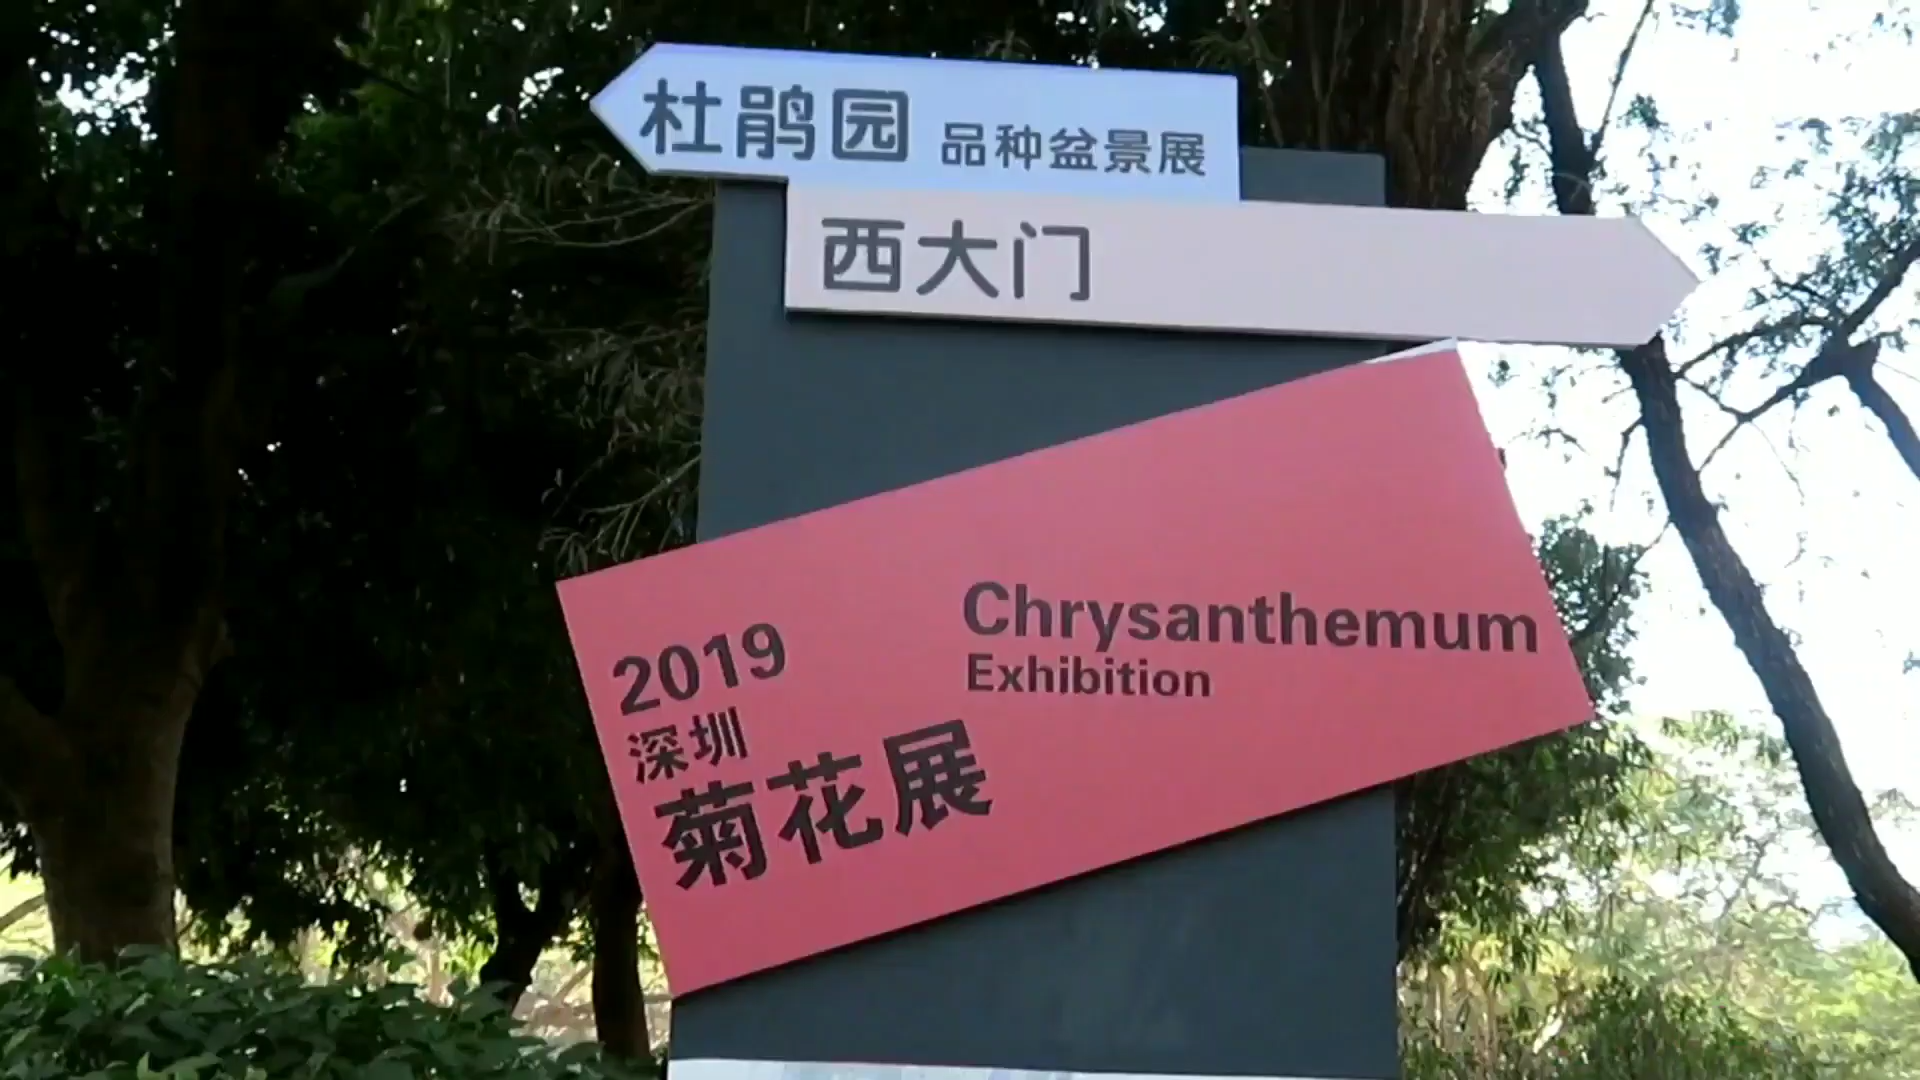 杜鹃园 品种盆景展
西大门
2019
深圳
菊花展
Chrysanthemum
Exhibition